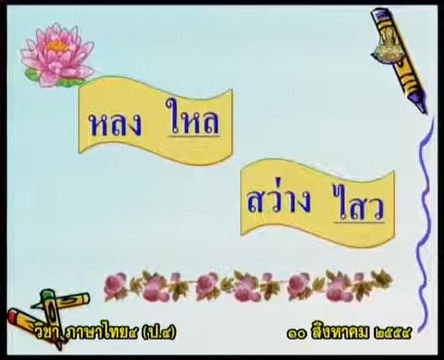 หลง ใหล
สว่าง ไสว
วิชา ภาษาไทย๔ (ป.๔)
๑๐ สิงหาคม ๒๕๕๔